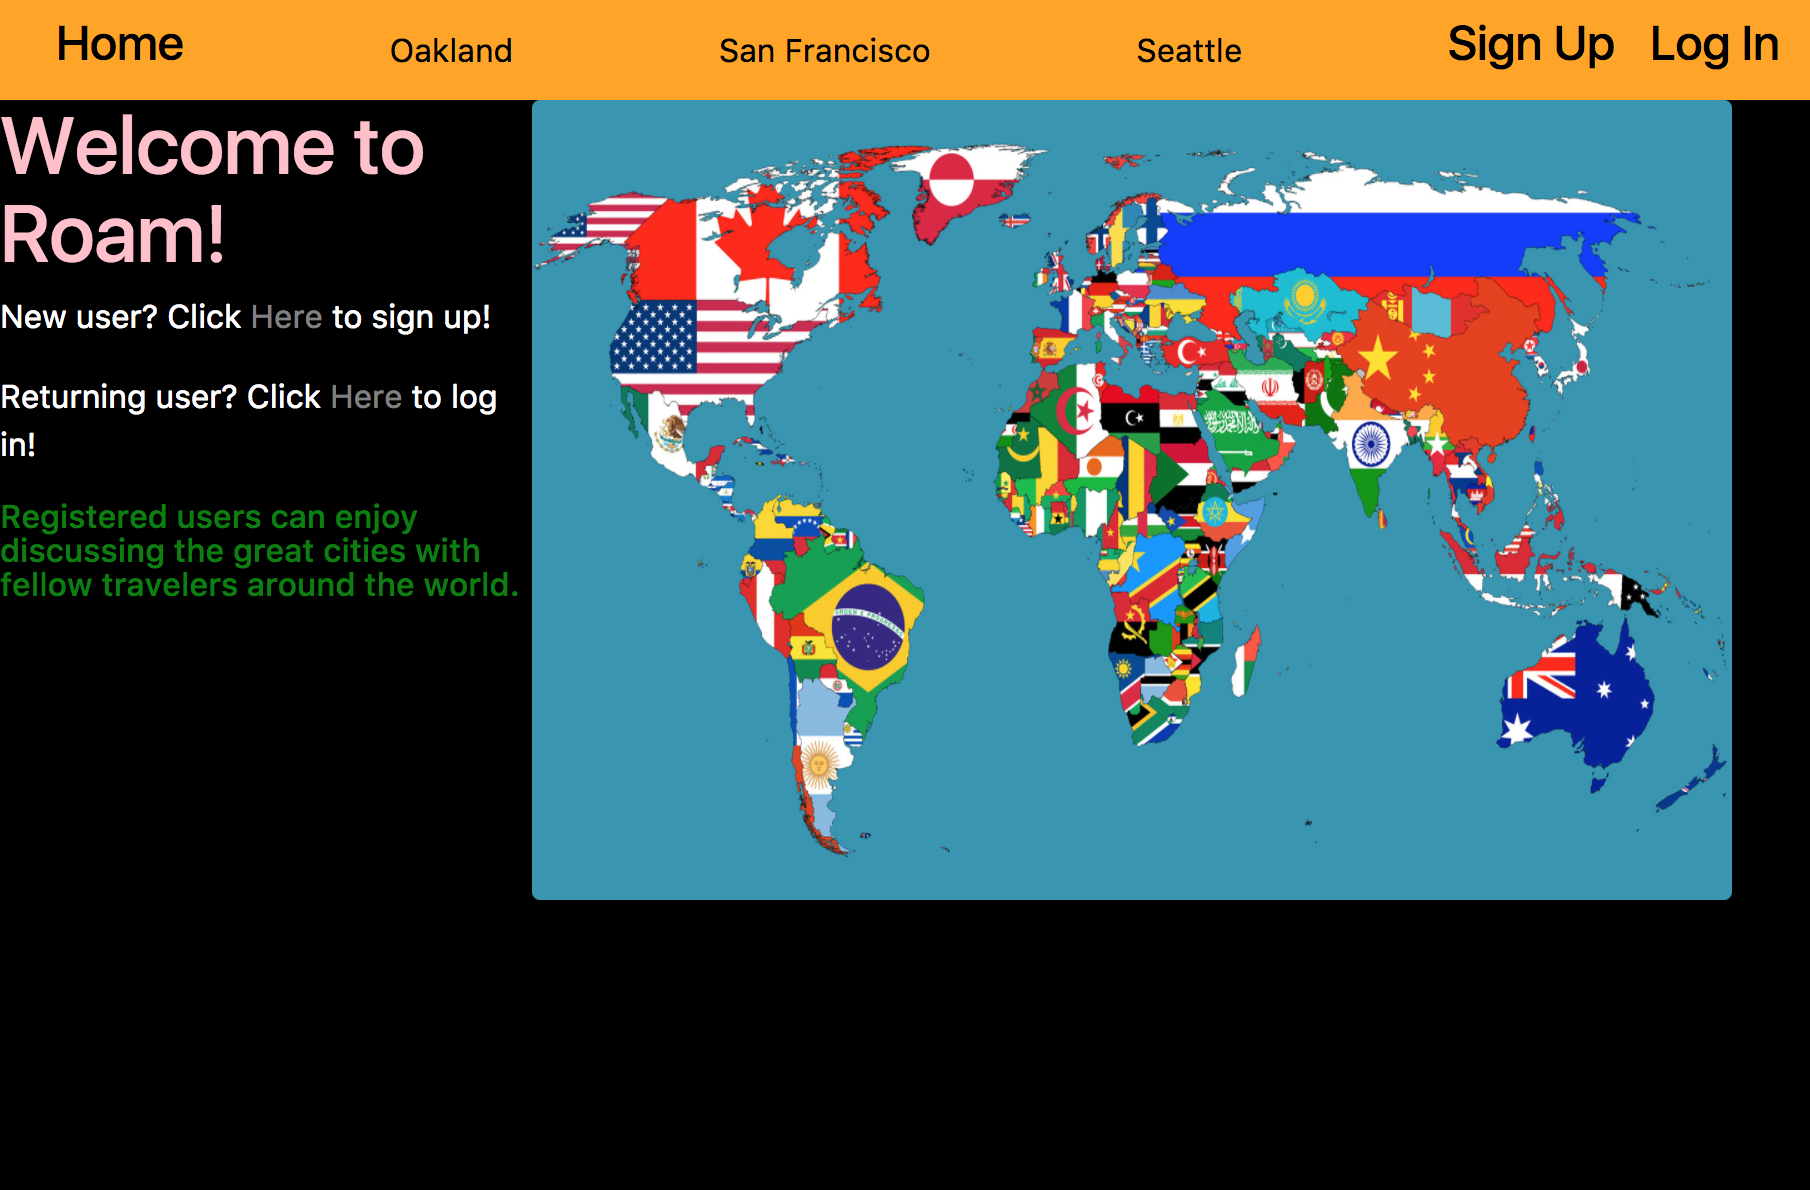 Home Oakland San Francisco Seattle Sign Up Log In
Welcome to
Roam!
New user? Click Here to sign up!
Returning user? Click Here to log
in!
Registered users can enjoy
discussing the great cities with
fellow travelers around the world.
ORDEM E PROGRESSO